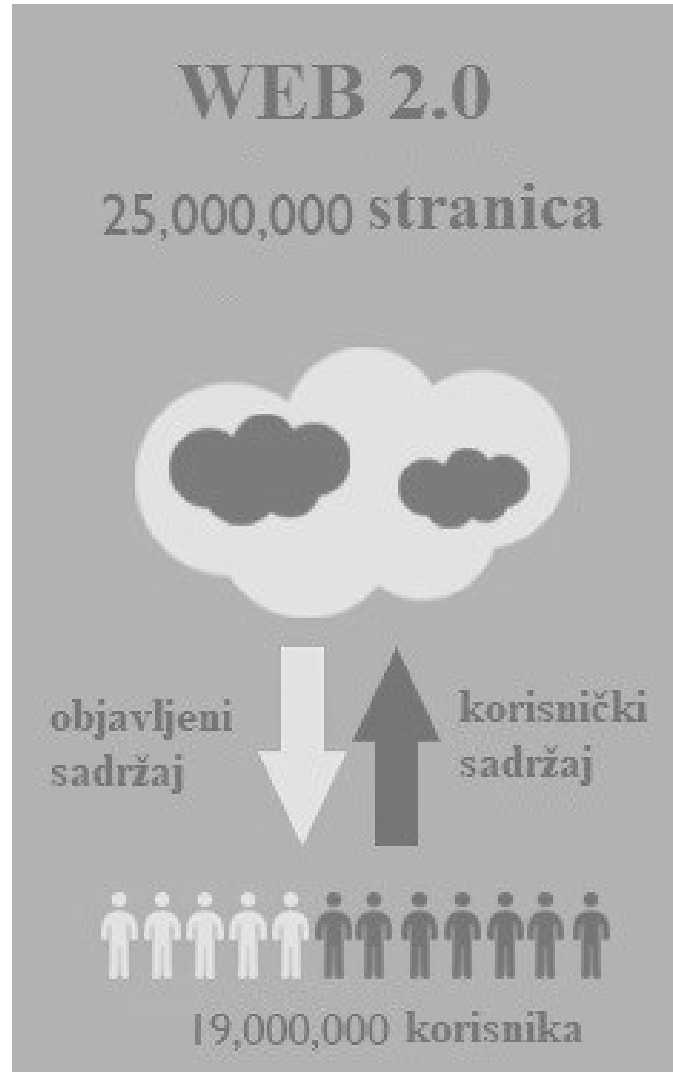 WEB 2.0
25,000,000 stranica
objavljeni
sadržaj
korisnički
sadržaj
19,000,000 korisnika